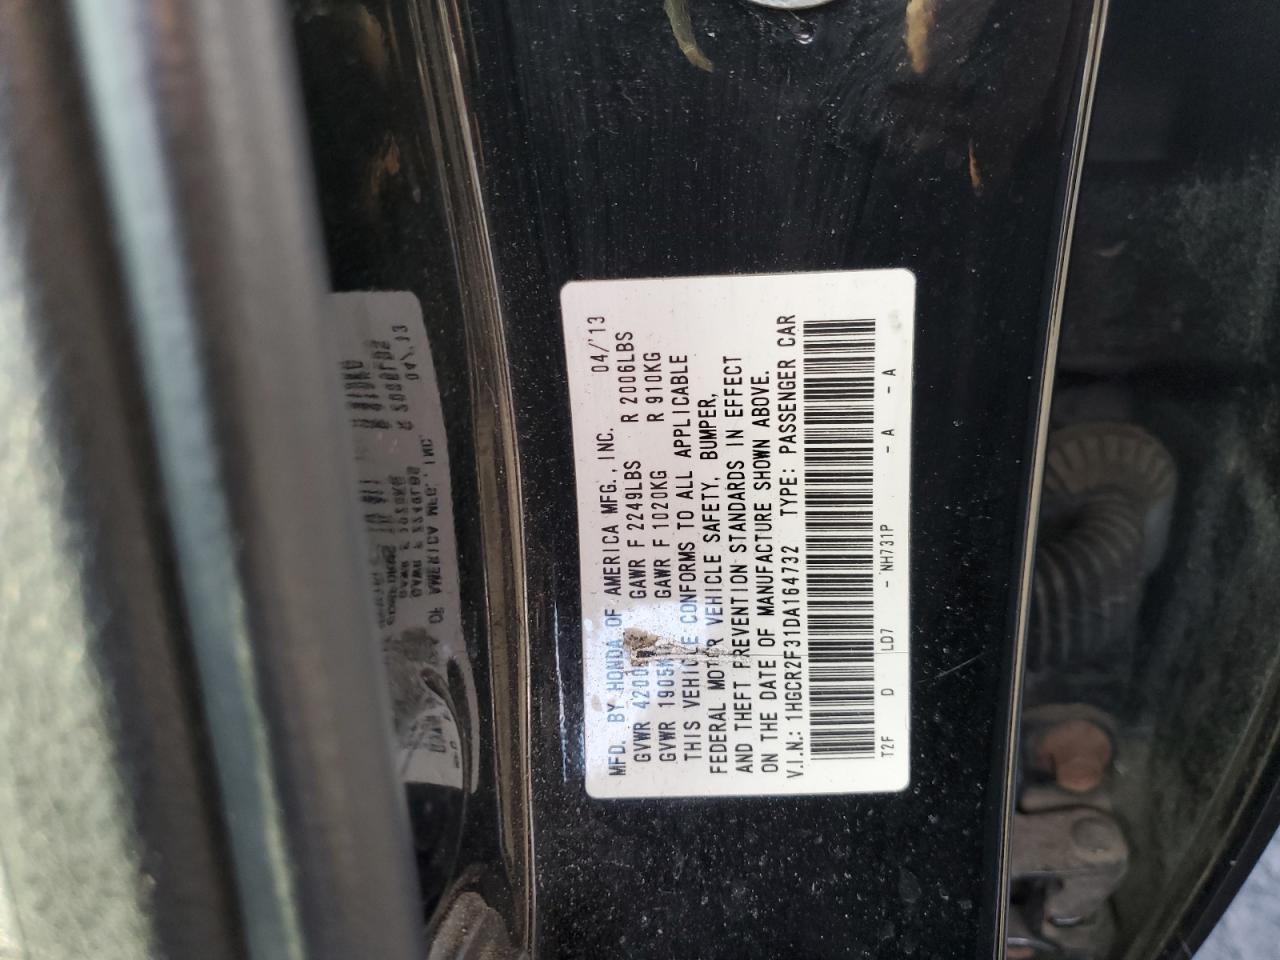 MFD. BY HONDA OF AMERICA MFG., INC. 04/'13
GVWR 4200 GAWR F 2249LBS R 2006LBS
GVWR 1905K GAWR F 1020KG R 910KG
THIS VEHICLE CONFORMS TO ALL APPLICABLE
FEDERAL MOTOR VEHICLE SAFETY, BUMPER,
AND THEFT PREVENTION STANDARDS IN EFFECT
ON THE DATE OF MANUFACTURE SHOWN ABOVE.
V.I.N.: 1HGCR2F31DA164732 TYPE: PASSENGER CAR
T2F D LD7 - NH731P - A - A